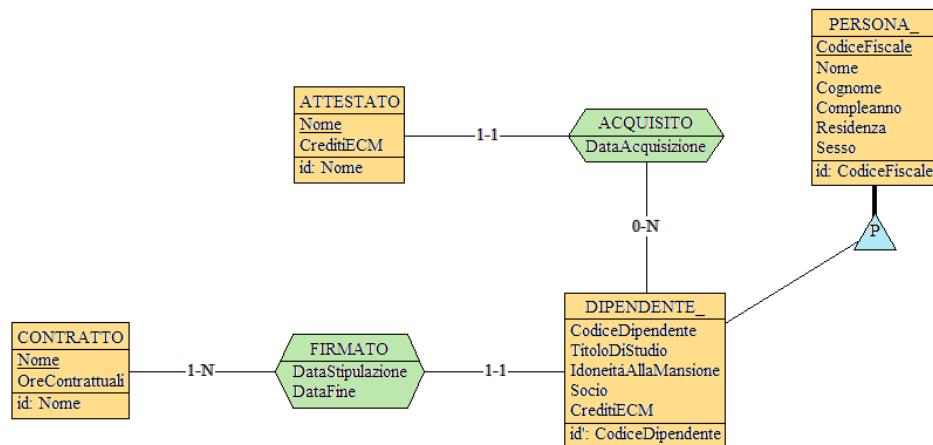 PERSONA_
CodiceFiscale
Nome
Cognome
Compleanno
Residenza
Sesso
id: CodiceFiscale
P
ATTESTATO
Nome
CreditiECM
id: Nome
1-1
ACQUISITO
DataAcquisizione
0-N
CONTRATTO
Nome
OreContrattuali
id: Nome
1-N
FIRMATO
DataStipulazione
DataFine
1-1
DIPENDENTE_
CodiceDipendente
TitoloDiStudio
IdoneitáAllaMansione
Socio
CreditiECM
id': CodiceDipendente